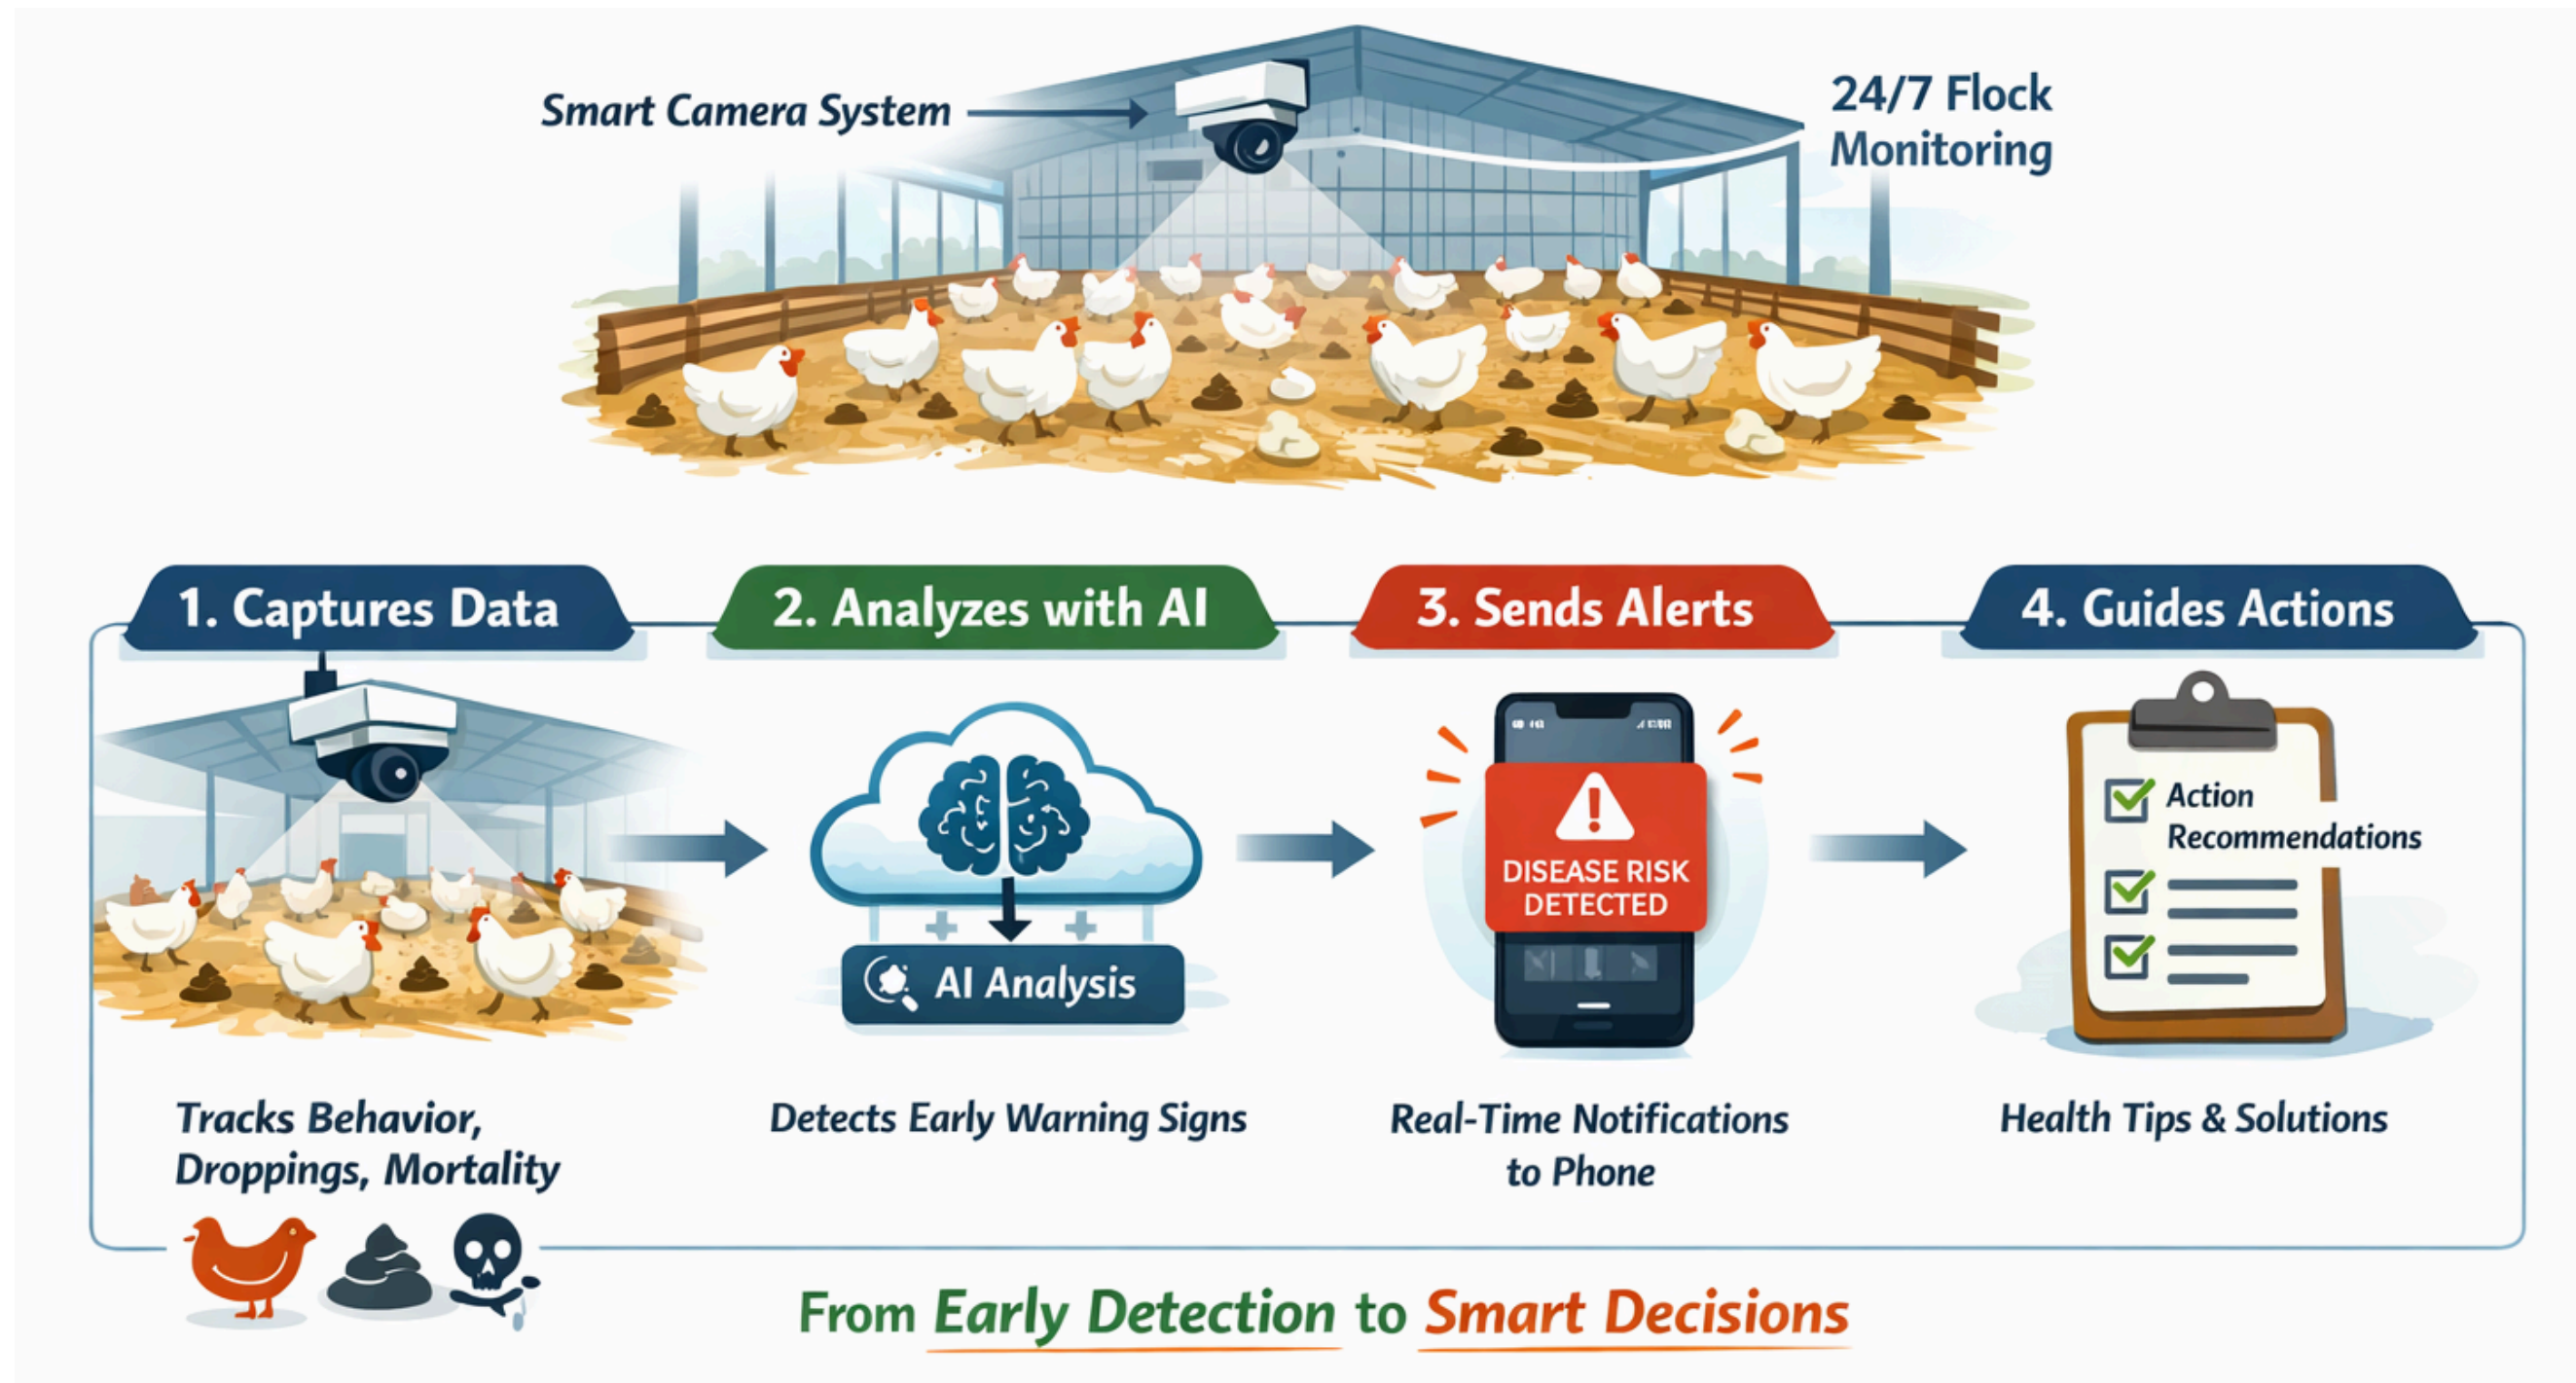 Smart Camera System
24/7 Flock
Monitoring
1. Captures Data
2. Analyzes with AI
3. Sends Alerts
4. Guides Actions
DISEASE RISK
DETECTED
Action
Recommendations
AI Analysis
Tracks Behavior,
Droppings, Mortality
Detects Early Warning Signs
Real-Time Notifications
to Phone
Health Tips & Solutions
From Early Detection to Smart Decisions